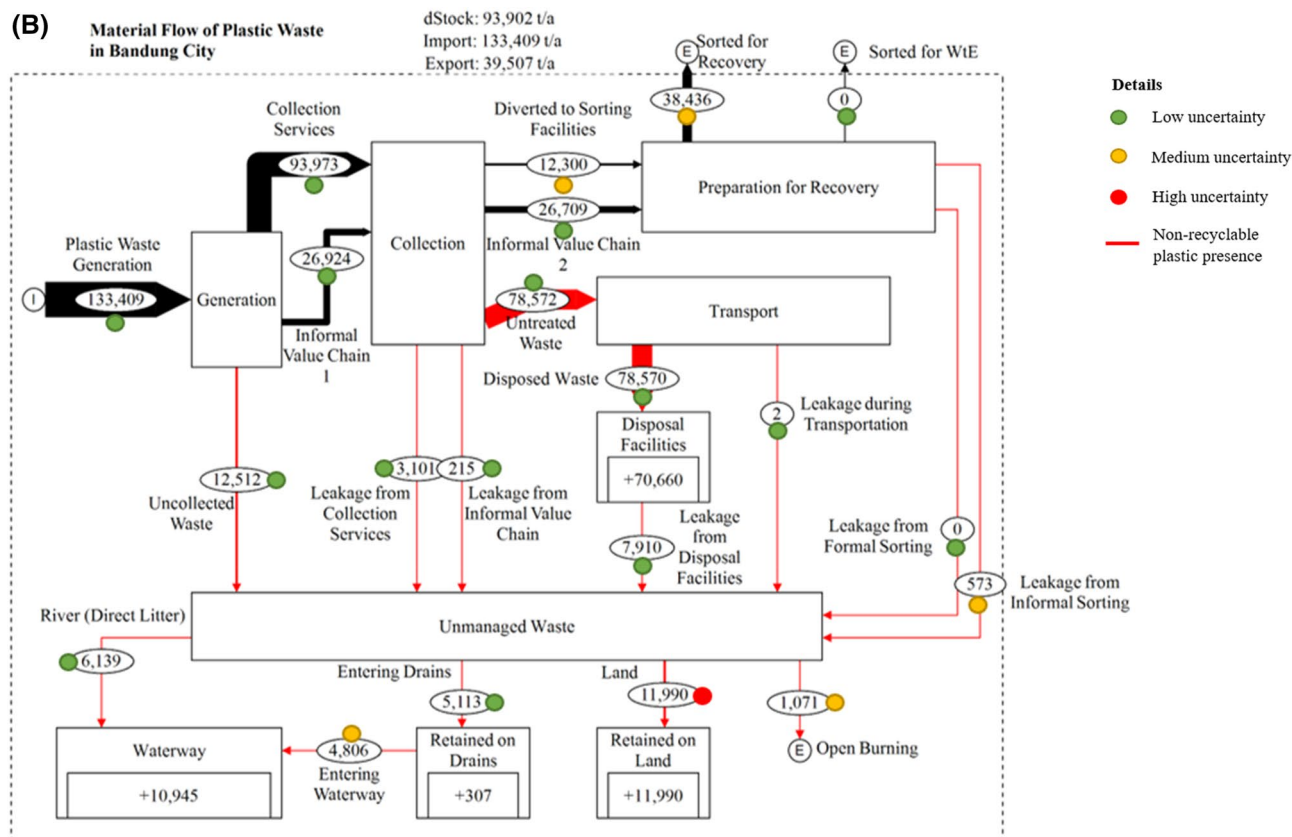 (B)
Material Flow of Plastic Waste
in Bandung City
dStock: 93,902 t/a
Import: 133,409 t/a
Export: 39,507 t/a
E
Sorted for
Recovery
38,436
E
Sorted for WtE
0
Details
Low uncertainty
Medium uncertainty
High uncertainty
Non-recyclable
plastic presence
Collection
Services
93,973
Diverted to Sorting
Facilities
12,300
26,709
Informal Value Chain
2
Preparation for Recovery
Collection
Plastic Waste
Generation
I
133,409
Generation
26,924
Informal
Value Chain
1
78,572
Untreated
Waste
Transport
Disposed Waste
78,570
2
Leakage during
Transportation
Disposal
Facilities
+70,660
12,512
Uncollected
Waste
3,101
215
Leakage from
Collection
Services
Leakage from
Informal Value
Chain
7,910
Leakage
from
Disposal
Facilities
Leakage from
Formal Sorting
0
573
Leakage from
Informal Sorting
Unmanaged Waste
River (Direct Litter)
6,139
Entering Drains
5,113
Land
11,990
1,071
E
Open Burning
Waterway
+10,945
4,806
Entering
Waterway
Retained on
Drains
+307
Retained on
Land
+11,990